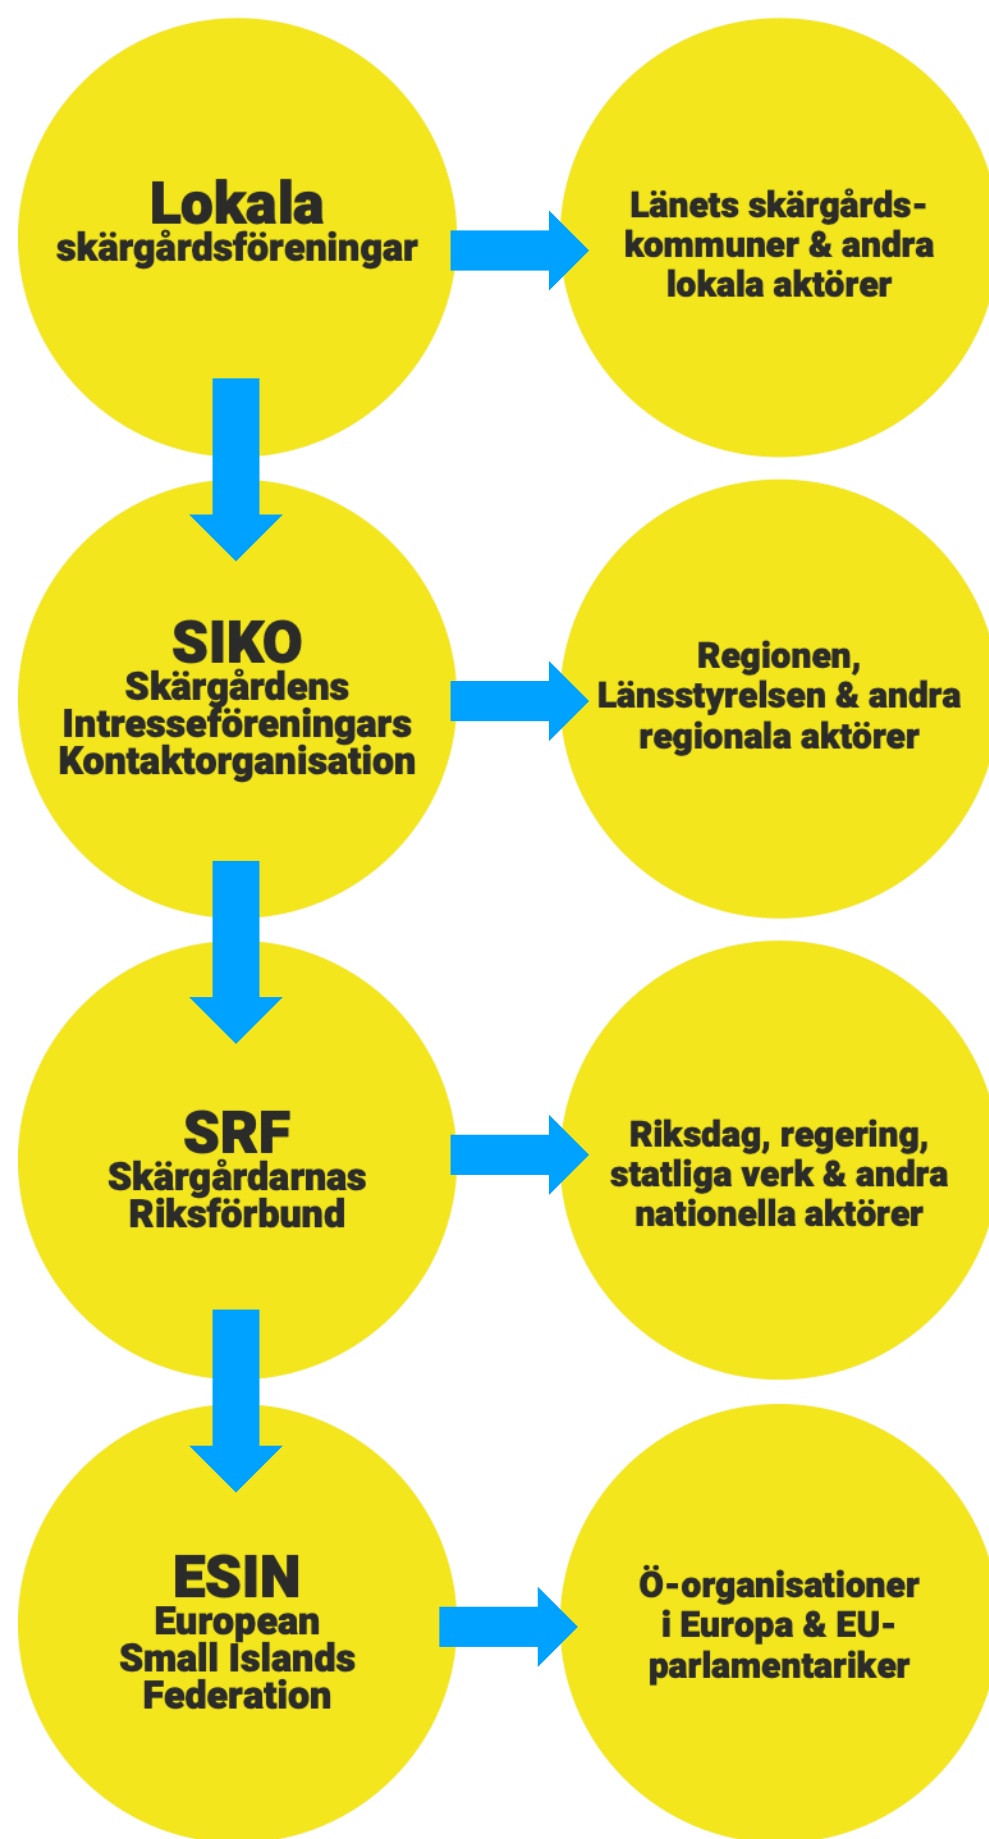 Lokala
skärgårdsföreningar
Länets skärgårds-
kommuner & andra
lokala aktörer
SIKO
Skärgårdens
Intresseföreningars
Kontaktorganisation
Regionen,
Länsstyrelsen & andra
regionala aktörer
SRF
Skärgårdarnas
Riksförbund
Riksdag, regering,
statliga verk & andra
nationella aktörer
ESIN
European
Small Islands
Federation
Ö-organisationer
i Europa & EU-
parlamentariker